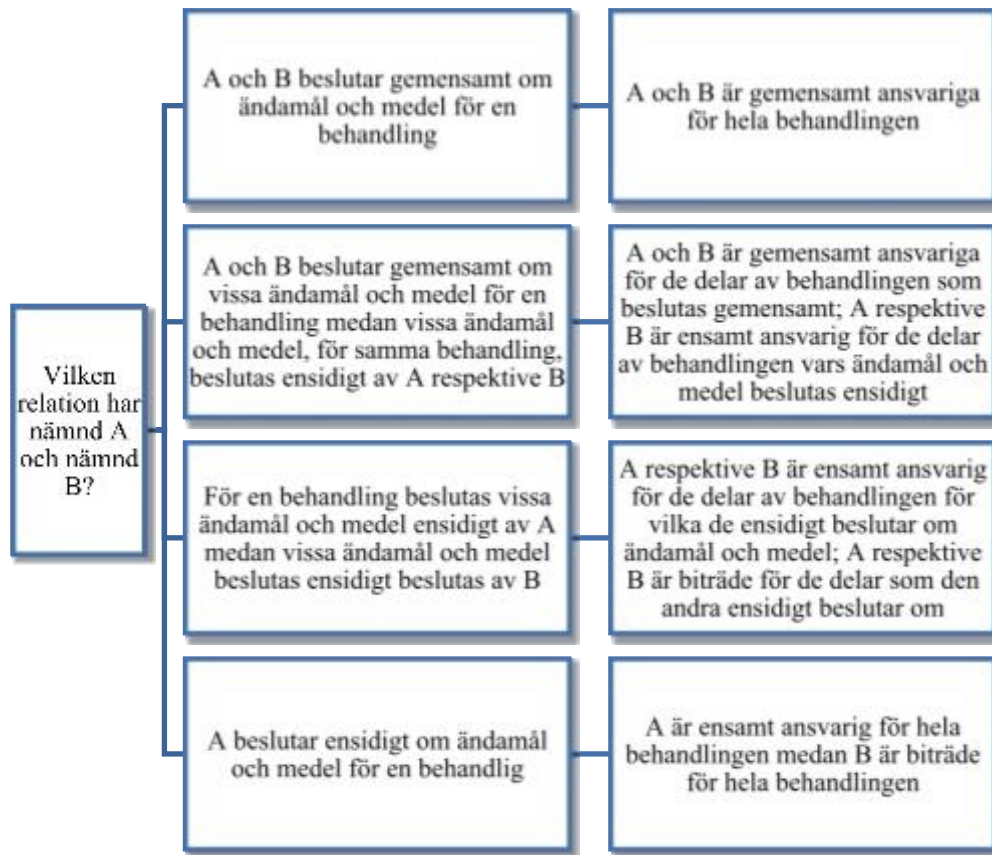 Vilken
relation har
nämnd A
och nämnd
B?
A och B beslutar gemensamt om
ändamål och medel för en
behandling
A och B är gemensamt ansvariga
för hela behandlingen
A och B beslutar gemensamt om
vissa ändamål och medel för en
behandling medan vissa ändamål
och medel, för samma behandling,
beslutas ensidigt av A respektive B
A och B är gemensamt ansvariga
för de delar av behandlingen som
beslutas gemensamt; A respektive
B är ensamt ansvarig för de delar
av behandlingen vars ändamål och
medel beslutas ensidigt
För en behandling beslutas vissa
ändamål och medel ensidigt av A
medan vissa ändamål och medel
beslutas ensidigt beslutas av B
A respektive B är ensamt ansvarig
för de delar av behandlingen för
vilka de ensidigt beslutar om
ändamål och medel; A respektive
B är biträde för de delar som den
andra ensidigt beslutar om
A beslutar ensidigt om ändamål
och medel för en behandlig
A är ensamt ansvarig för hela
behandlingen medan B är biträde
för hela behandlingen